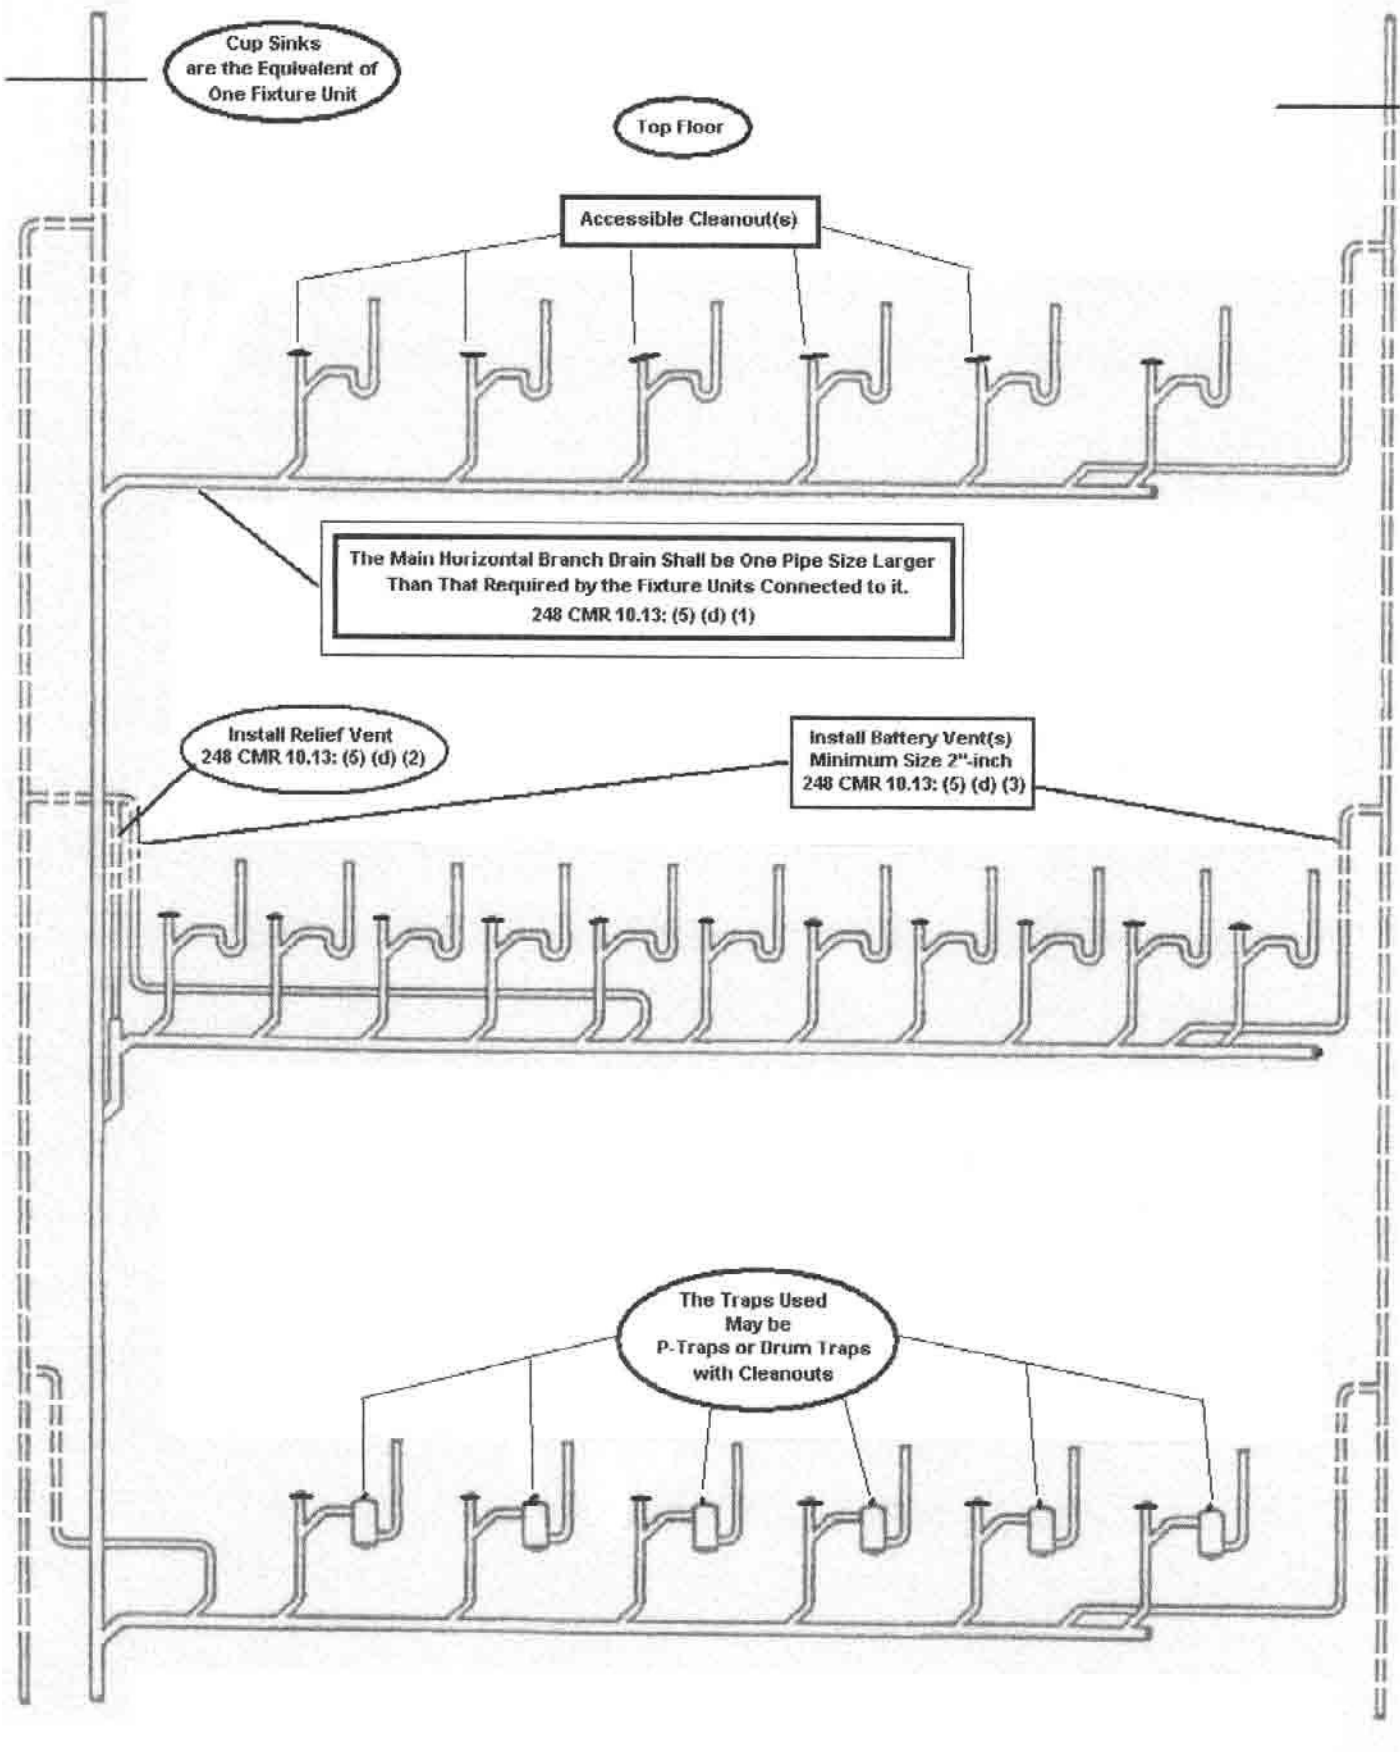 Cup Sinks
are the Equivalent of
One Fixture Unit
Top Floor
Accessible Cleanout(s)
The Main Horizontal Branch Drain Shall be One Pipe Size Larger
Than That Required by the Fixture Units Connected to it.
248 CMR 10.13: (5) (d) (1)
Install Relief Vent
248 CMR 10.13: (5) (d) (2)
Install Battery Vent(s)
Minimum Size 2"-inch
248 CMR 10.13: (5) (d) (3)
The Traps Used
May be
P-Traps or Drum Traps
with Cleanouts